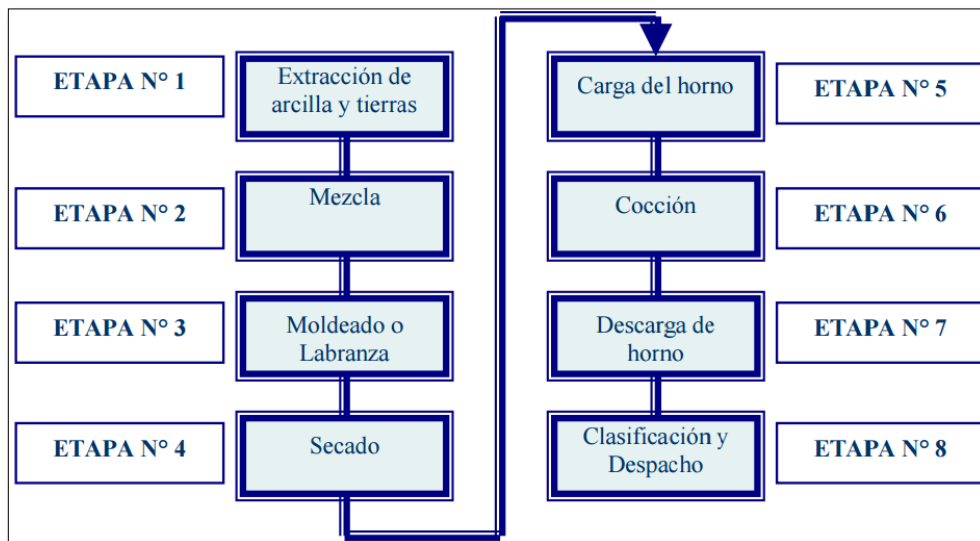 ETAPA N° 1
Extracción de
arcilla y tierras
ETAPA N° 2
Mezcla
ETAPA N° 3
Moldeado o
Labranza
ETAPA N° 4
Secado
Carga del horno
ETAPA N° 5
Cocción
ETAPA N° 6
Descarga de
horno
ETAPA N° 7
Clasificación y
Despacho
ETAPA N° 8